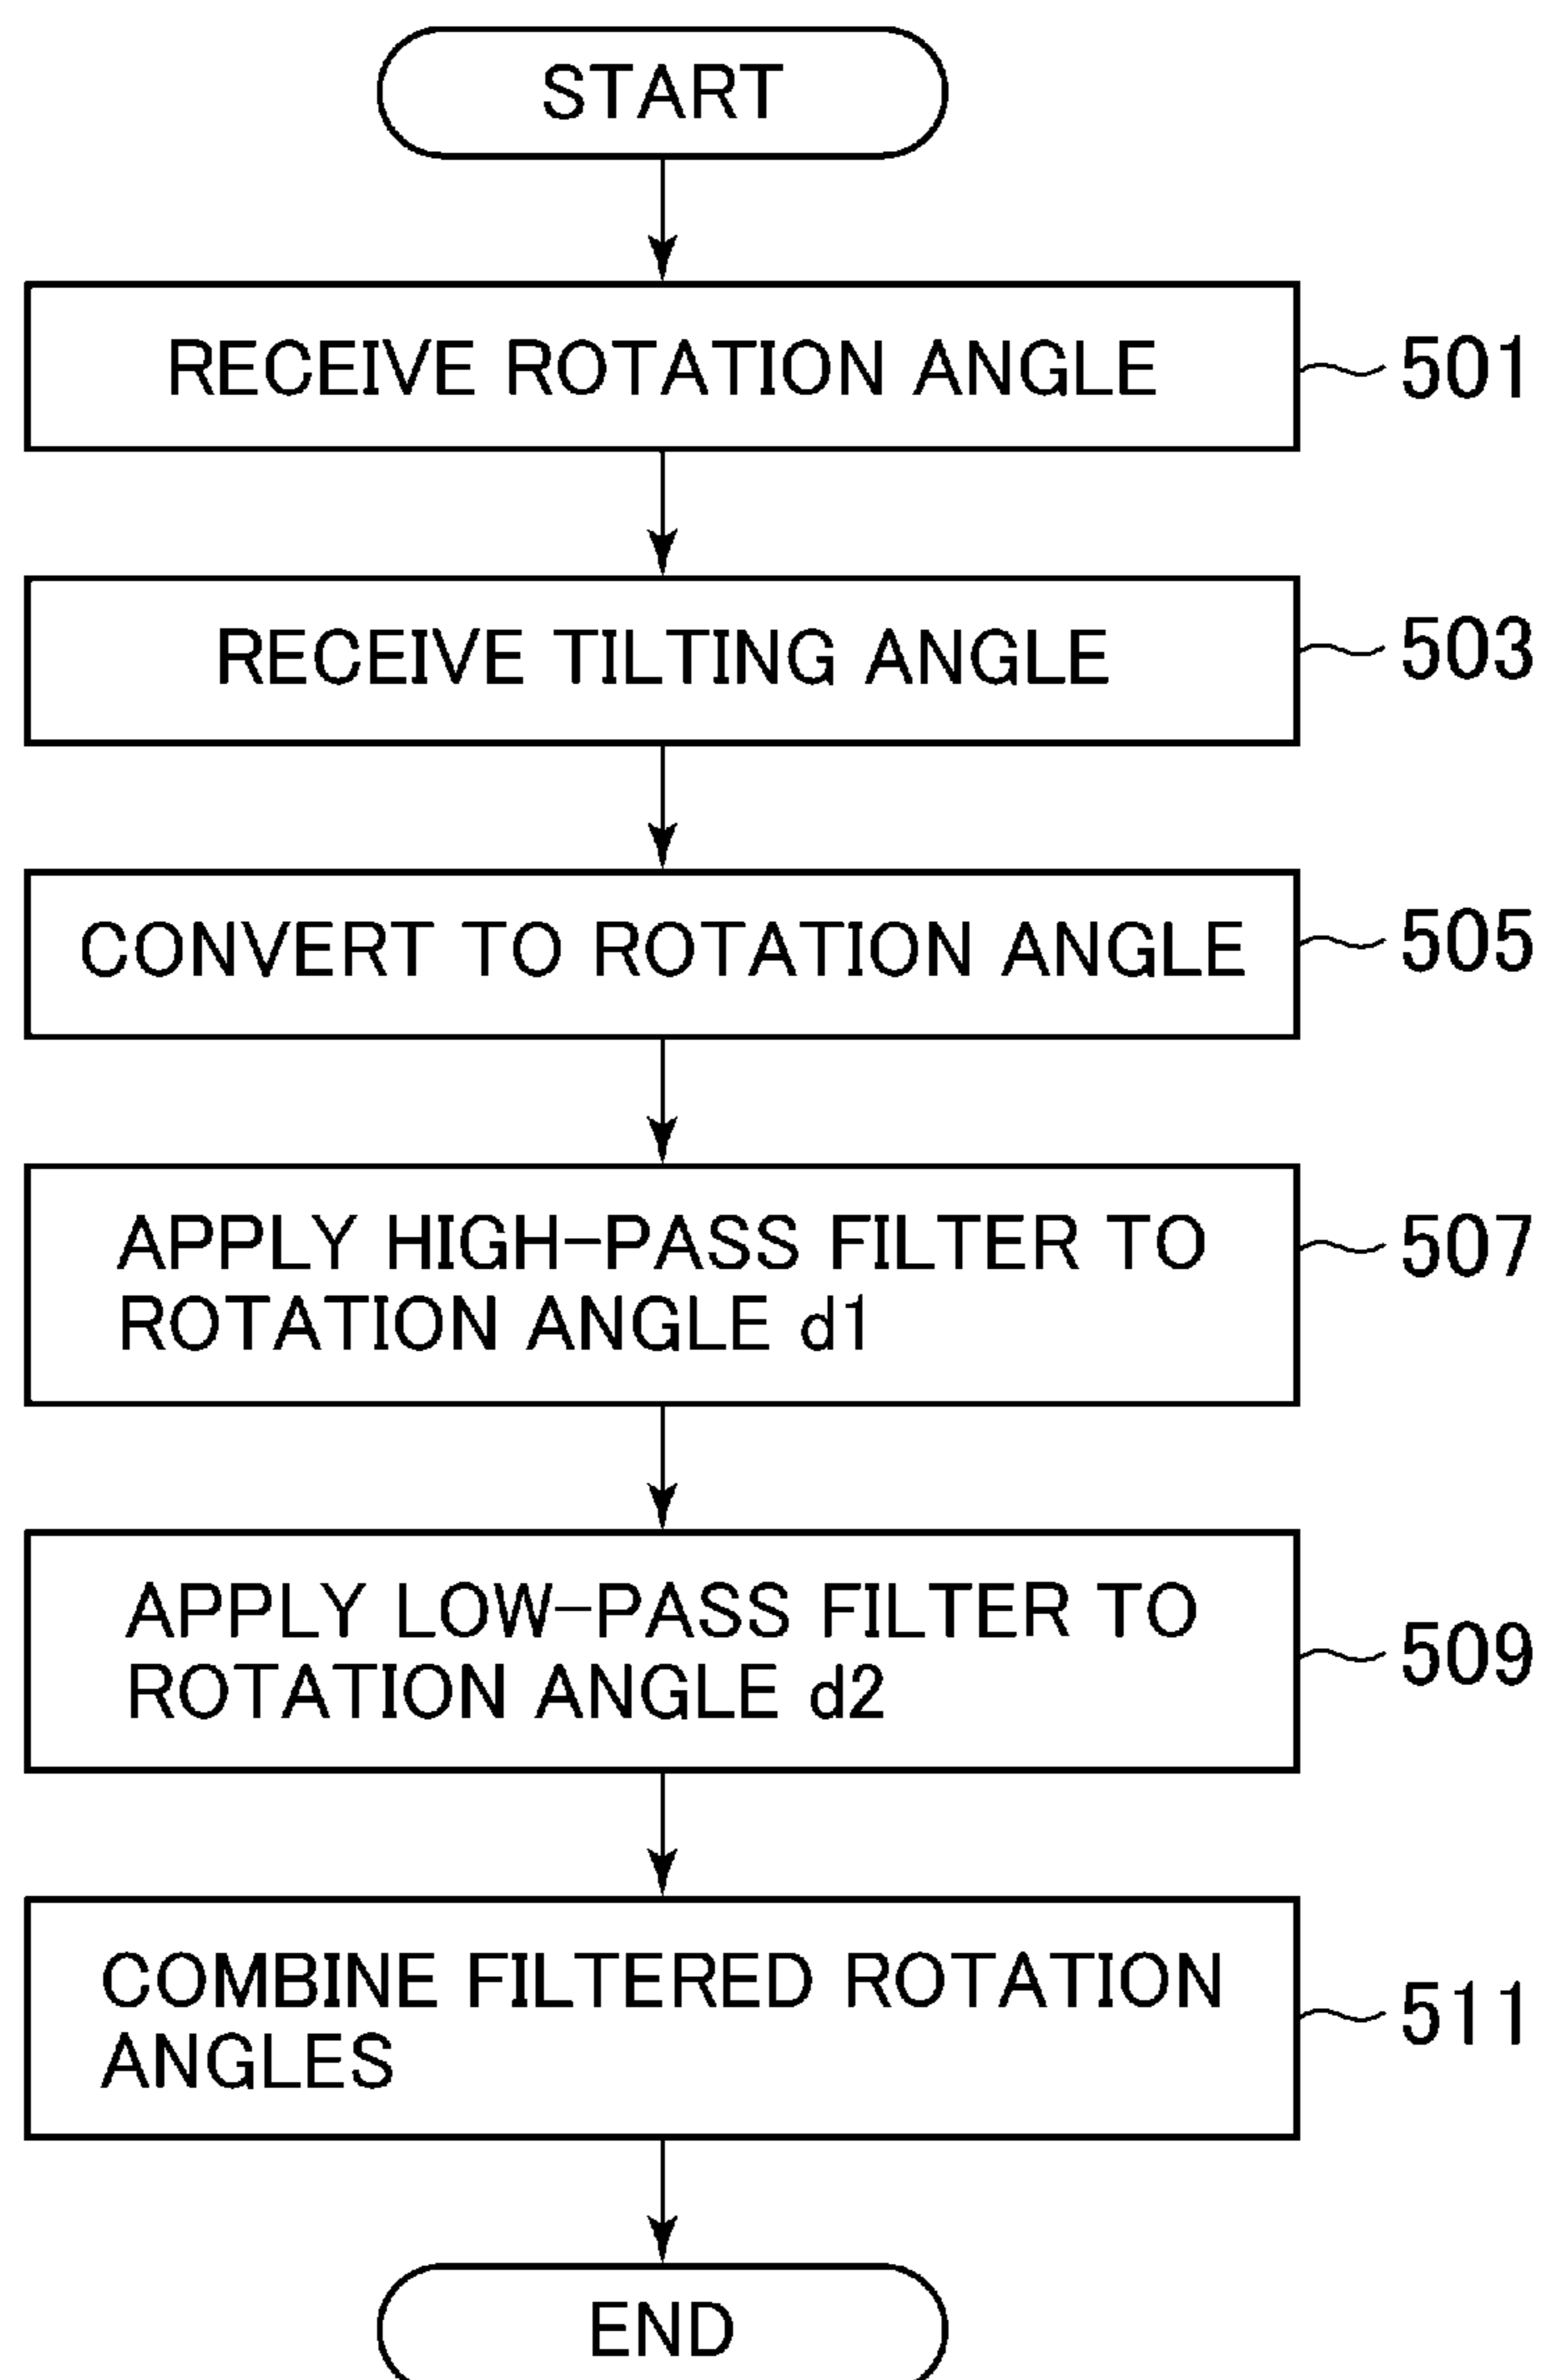 START
RECEIVE ROTATION ANGLE
501
RECEIVE TILTING ANGLE
503
CONVERT TO ROTATION ANGLE
505
APPLY HIGH-PASS FILTER TO
ROTATION ANGLE d1
507
APPLY LOW-PASS FILTER TO
ROTATION ANGLE d2
509
COMBINE FILTERED ROTATION
ANGLES
511
END